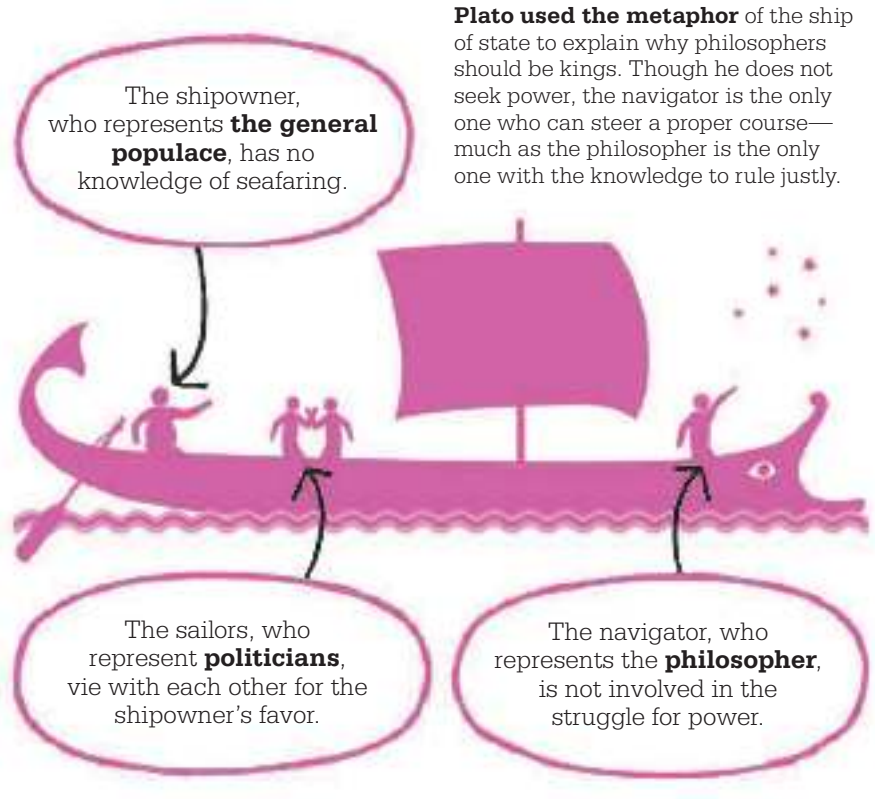 Plato used the metaphor of the ship
of state to explain why philosophers
should be kings. Though he does not
seek power, the navigator is the only
one who can steer a proper course—
much as the philosopher is the only
one with the knowledge to rule justly.
The shipowner,
who represents the general
populace, has no
knowledge of seafaring.
The sailors, who
represent politicians,
vie with each other for the
shipowner's favor.
The navigator, who
represents the philosopher,
is not involved in the
struggle for power.